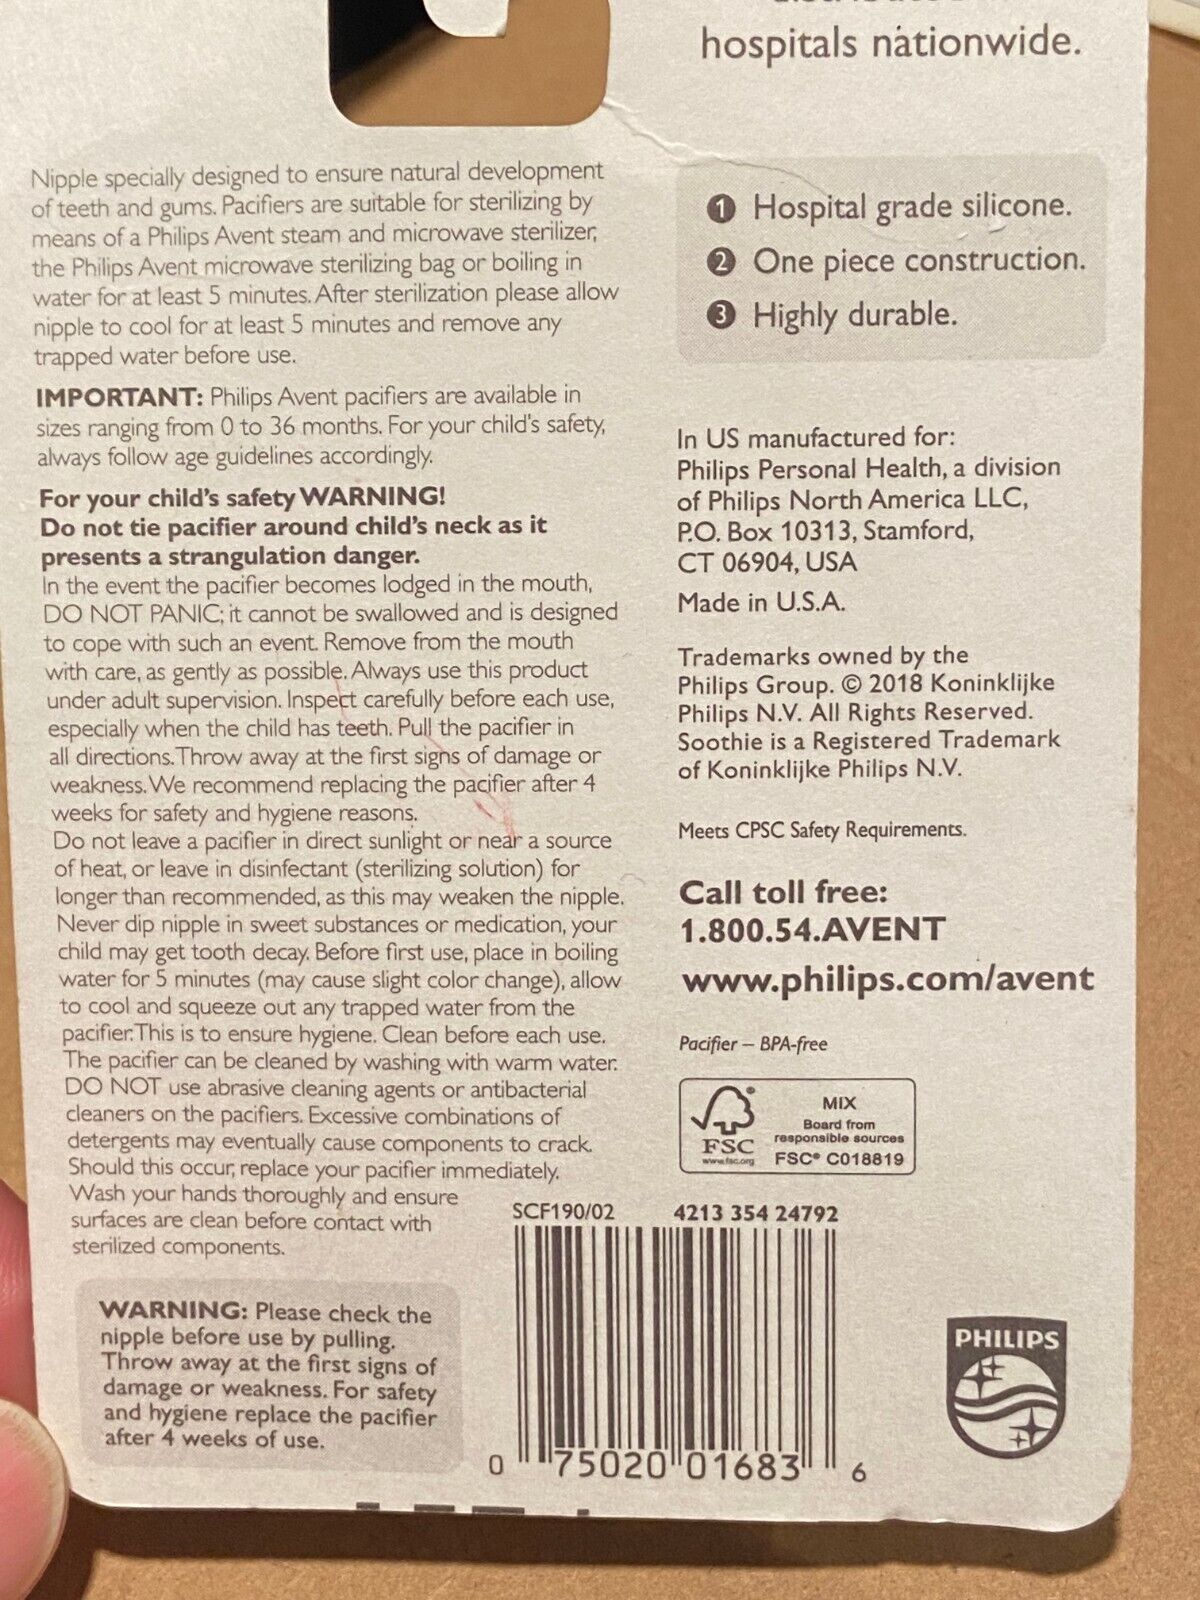 hospitals nationwide.
Nipple specially designed to ensure natural development
of teeth and gums. Pacifiers are suitable for sterilizing by
means of a Philips Avent steam and microwave sterilizer,
the Philips Avent microwave sterilizing bag or boiling in
water for at least 5 minutes. After sterilization please allow
nipple to cool for at least 5 minutes and remove any
trapped water before use.
IMPORTANT: Philips Avent pacifiers are available in
sizes ranging from 0 to 36 months. For your child's safety,
always follow age guidelines accordingly.
For your child's safety WARNING!
Do not tie pacifier around child's neck as it
presents a strangulation danger.
In the event the pacifier becomes lodged in the mouth,
DO NOT PANIC; it cannot be swallowed and is designed
to cope with such an event. Remove from the mouth
with care, as gently as possible. Always use this product
under adult supervision. Inspect carefully before each use,
especially when the child has teeth. Pull the pacifier in
all directions. Throw away at the first signs of damage or
weakness. We recommend replacing the pacifier after 4
weeks for safety and hygiene reasons.
Do not leave a pacifier in direct sunlight or near a source
of heat, or leave in disinfectant (sterilizing solution) for
longer than recommended, as this may weaken the nipple.
Never dip nipple in sweet substances or medication, your
child may get tooth decay. Before first use, place in boiling
water for 5 minutes (may cause slight color change), allow
to cool and squeeze out any trapped water from the
pacifier. This is to ensure hygiene. Clean before each use.
The pacifier can be cleaned by washing with warm water.
DO NOT use abrasive cleaning agents or antibacterial
cleaners on the pacifiers. Excessive combinations of
detergents may eventually cause components to crack.
Should this occur, replace your pacifier immediately.
Wash your hands thoroughly and ensure
surfaces are clean before contact with
sterilized components.
WARNING: Please check the
nipple before use by pulling.
Throw away at the first signs of
damage or weakness. For safety
and hygiene replace the pacifier
after 4 weeks of use.
1 Hospital grade silicone.
2 One piece construction.
3 Highly durable.
In US manufactured for:
Philips Personal Health, a division
of Philips North America LLC,
P.O. Box 10313, Stamford,
CT 06904, USA
Made in U.S.A.
Trademarks owned by the
Philips Group. © 2018 Koninklijke
Philips N.V. All Rights Reserved.
Soothie is a Registered Trademark
of Koninklijke Philips N.V.
Meets CPSC Safety Requirements.
Call toll free:
1.800.54.AVENT
www.philips.com/avent
Pacifier – BPA-free
FSC
www.fsc.org
MIX
Board from
responsible sources
FSC® C018819
SCF190/02 4213 354 24792
0 75020 01683 6
PHILIPS